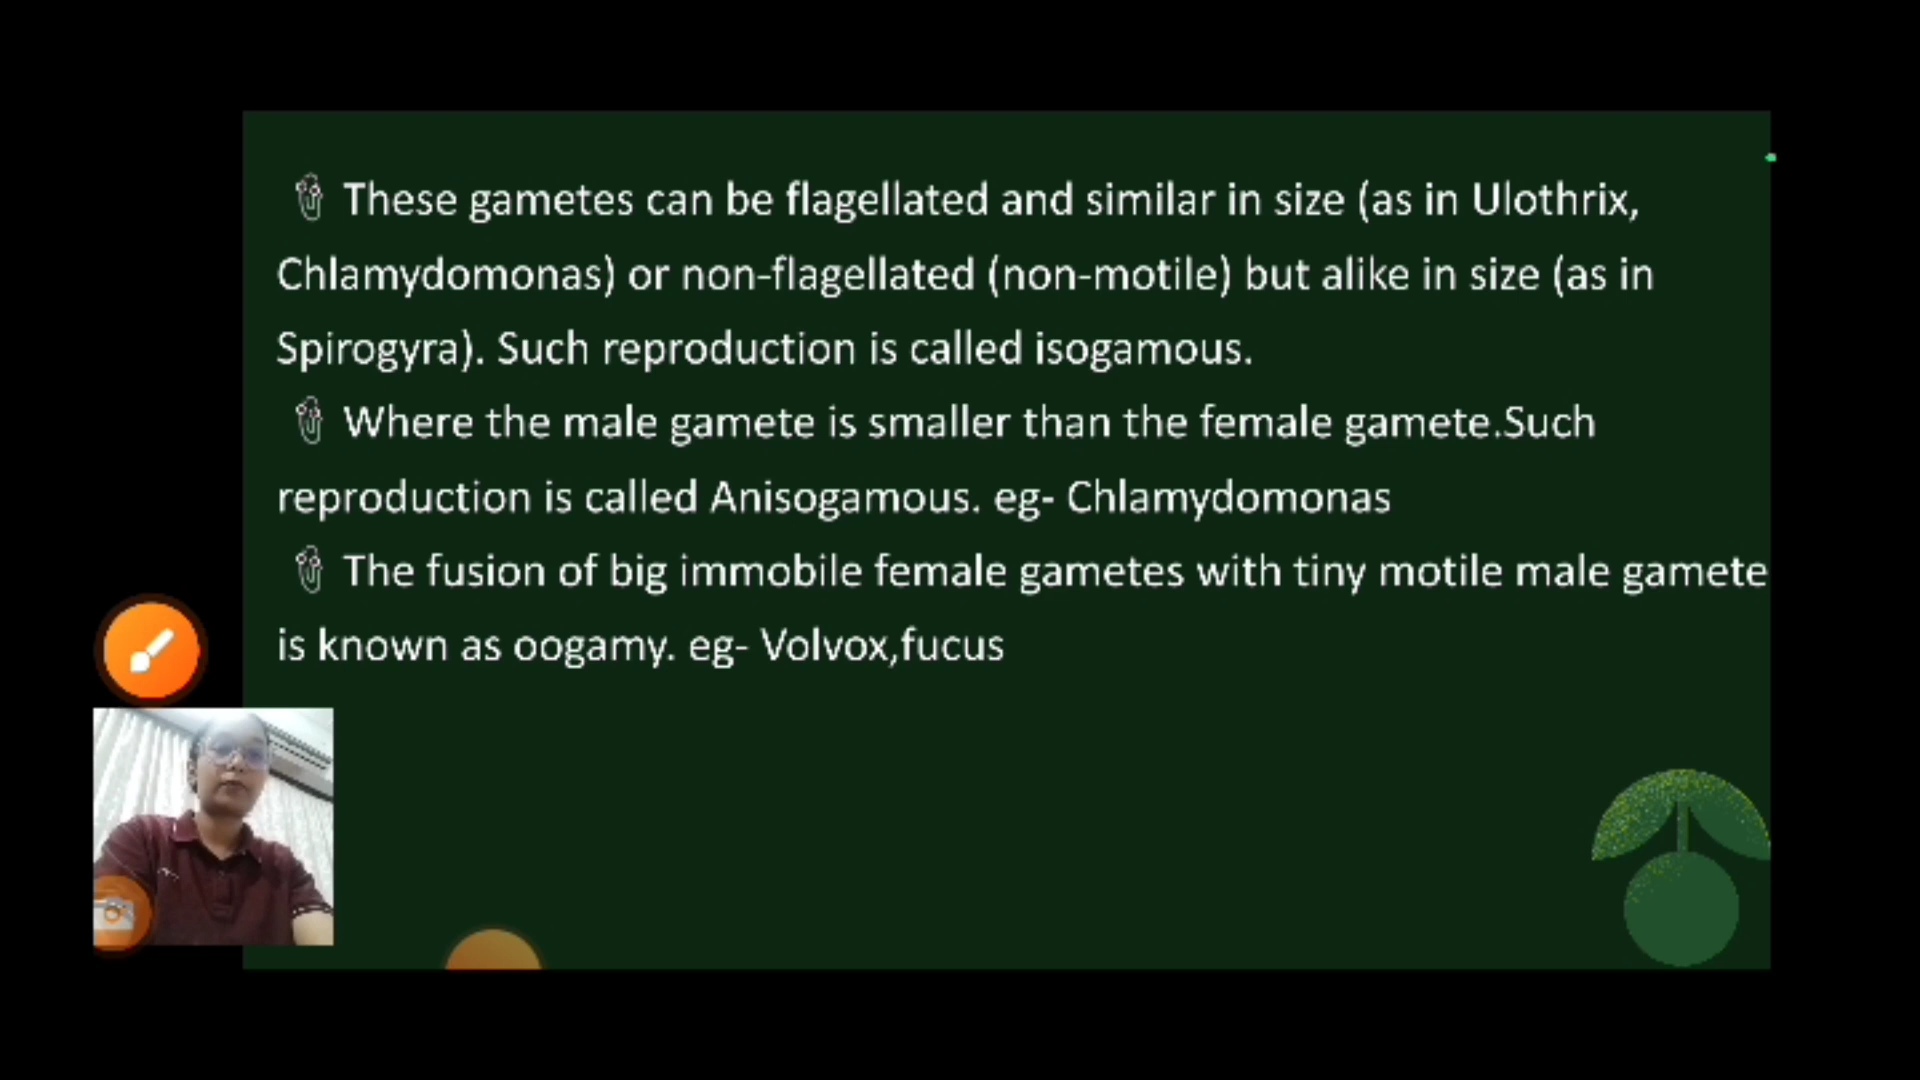 These gametes can be flagellated and similar in size (as in Ulothrix,
Chlamydomonas) or non-flagellated (non-motile) but alike in size (as in
Spirogyra). Such reproduction is called isogamous.
Where the male gamete is smaller than the female gamete.Such
reproduction is called Anisogamous. eg- Chlamydomonas
The fusion of big immobile female gametes with tiny motile male gamete
is known as oogamy. eg- Volvox,fucus